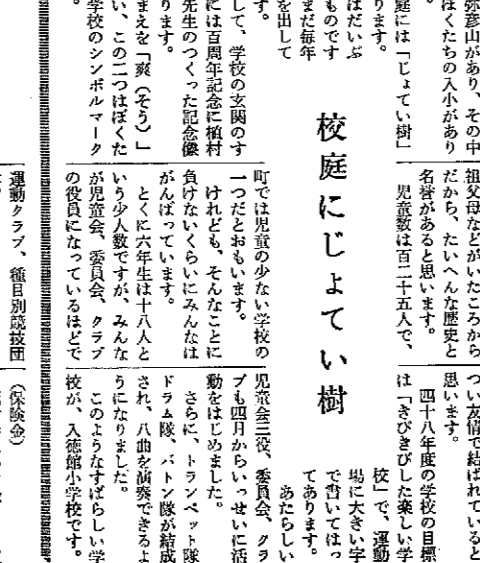 校庭にじょてい樹
弥彦山があり、その中
ぼくたちの入小があり
。
庭には「じょてい樹」
ります。
はだいぶ
ものです
まだ毎年
を出して
す。
して、学校の玄関のす
には百周年記念に植村
先生のつくった記念像
ります。
まえを「爽(そう)」
い、この二つはぼくた
学校のシンボルマーク
。
祖父母などがいたころから
だから、たいへんな歴史と
名誉があると思います。
児童数は百二十五人で、
町では児童の少ない学校の
一つだとおもいます。
けれども、そんなことに
負けないくらいにみんなは
がんばっています。
とくに六年生は十八人と
いう少人数ですが、みんな
が児童会、委員会、クラブ
の役員になっているほどで
つい友情で結ばれていると
思います。
四十八年度の学校の目標
は「きびきびした楽しい学
校」で、運動
場に大きい字
で書いてはっ
てあります。
あたらしい
児童会三役、委員会、クラ
ブも四月からいっせいに活
動をはじめました。
さらに、トランペット隊
ドラム隊、バトン隊が結成
され、八曲を演奏できるよ
うになりました。
このようなすばらしい学
校が、入徳館小学校です。
運動クラブ、種目別競技団
(保険金)